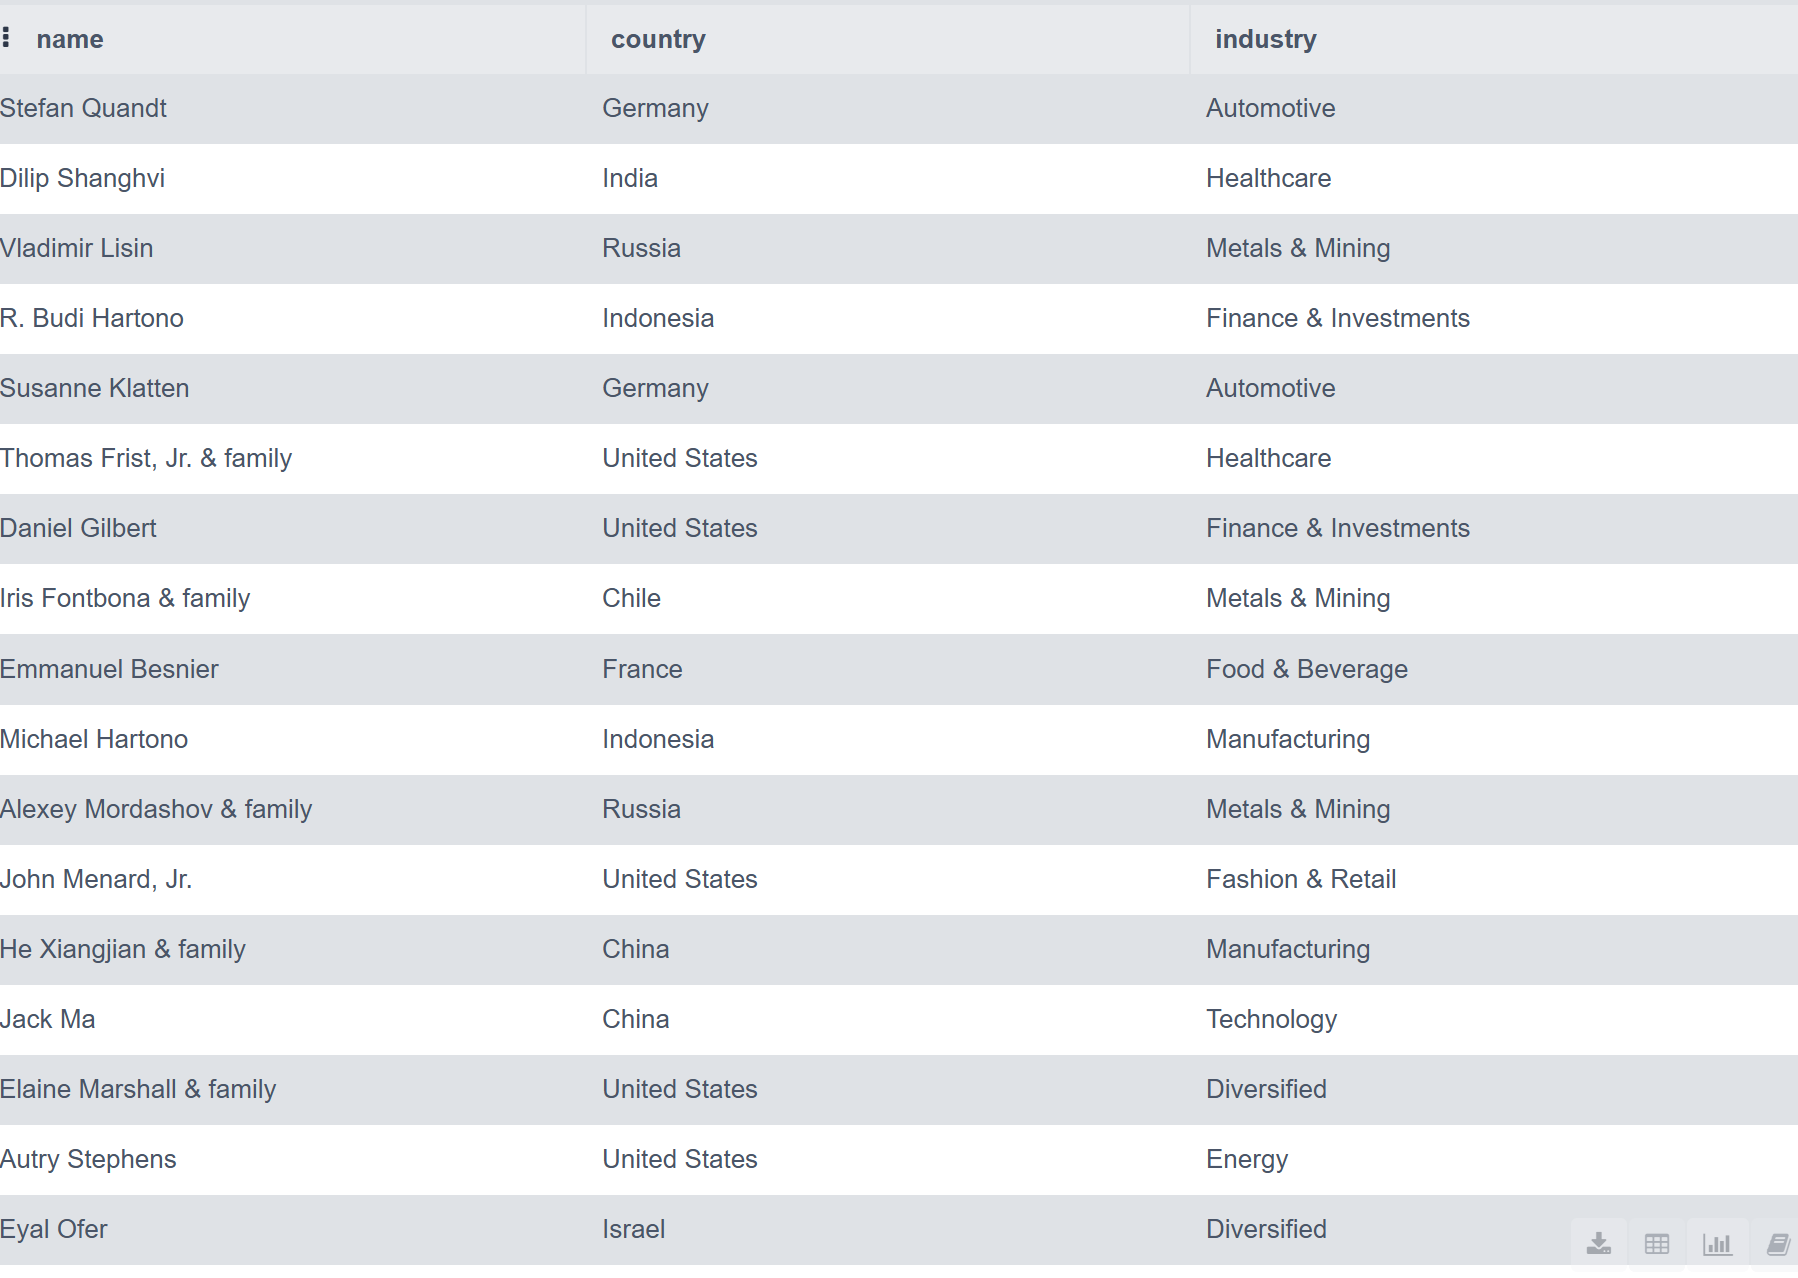 name country industry
Stefan Quandt Germany Automotive
Dilip Shanghvi India Healthcare
Vladimir Lisin Russia Metals & Mining
R. Budi Hartono Indonesia Finance & Investments
Susanne Klatten Germany Automotive
Thomas Frist, Jr. & family United States Healthcare
Daniel Gilbert United States Finance & Investments
Iris Fontbona & family Chile Metals & Mining
Emmanuel Besnier France Food & Beverage
Michael Hartono Indonesia Manufacturing
Alexey Mordashov & family Russia Metals & Mining
John Menard, Jr. United States Fashion & Retail
He Xiangjian & family China Manufacturing
Jack Ma China Technology
Elaine Marshall & family United States Diversified
Autry Stephens United States Energy
Eyal Ofer Israel Diversified